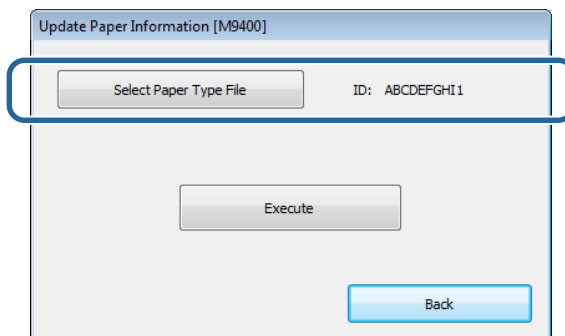 Update Paper Information [M9400]
Select Paper Type File ID: ABCDEFGHI1
Execute
Back